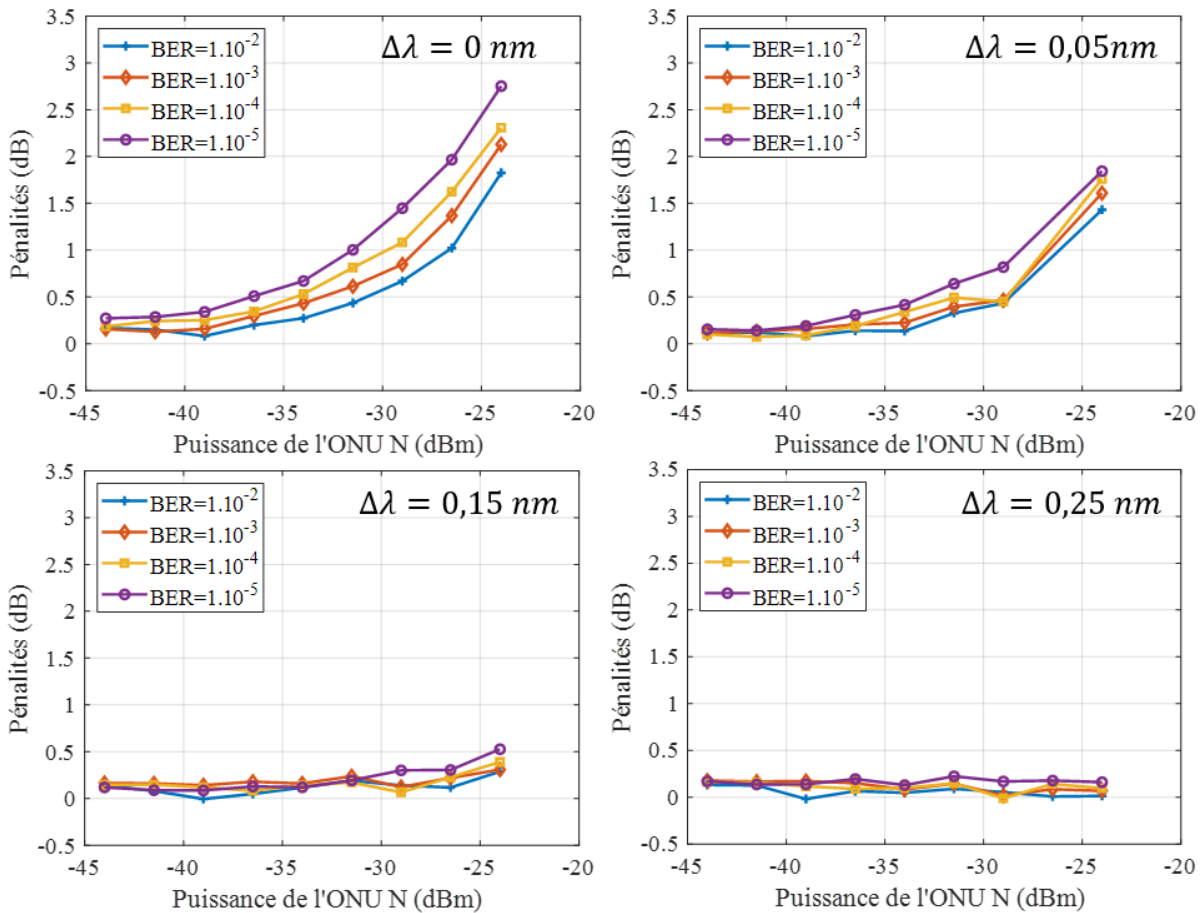 3.5
3
2.5
2
1.5
1
0.5
0
-0.5
Pénalités (dB)
BER=1.10⁻²
BER=1.10⁻³
BER=1.10⁻⁴
BER=1.10⁻⁵
Δλ = 0 nm
-45 -40 -35 -30 -25 -20
Puissance de l'ONU N (dBm)
3.5
3
2.5
2
1.5
1
0.5
0
-0.5
Pénalités (dB)
BER=1.10⁻²
BER=1.10⁻³
BER=1.10⁻⁴
BER=1.10⁻⁵
Δλ = 0,05nm
-45 -40 -35 -30 -25 -20
Puissance de l'ONU N (dBm)
3.5
3
2.5
2
1.5
1
0.5
0
-0.5
Pénalités (dB)
BER=1.10⁻²
BER=1.10⁻³
BER=1.10⁻⁴
BER=1.10⁻⁵
Δλ = 0,15 nm
-45 -40 -35 -30 -25 -20
Puissance de l'ONU N (dBm)
3.5
3
2.5
2
1.5
1
0.5
0
-0.5
Pénalités (dB)
BER=1.10⁻²
BER=1.10⁻³
BER=1.10⁻⁴
BER=1.10⁻⁵
Δλ = 0,25 nm
-45 -40 -35 -30 -25 -20
Puissance de l'ONU N (dBm)